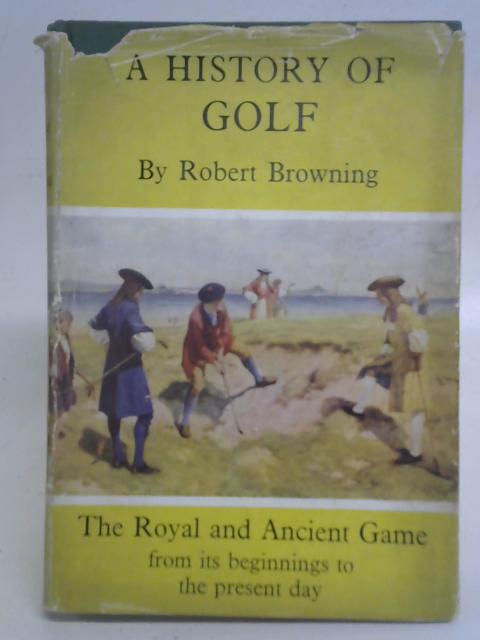 A HISTORY OF
GOLF
By Robert Browning
The Royal and Ancient Game
from its beginnings to
the present day